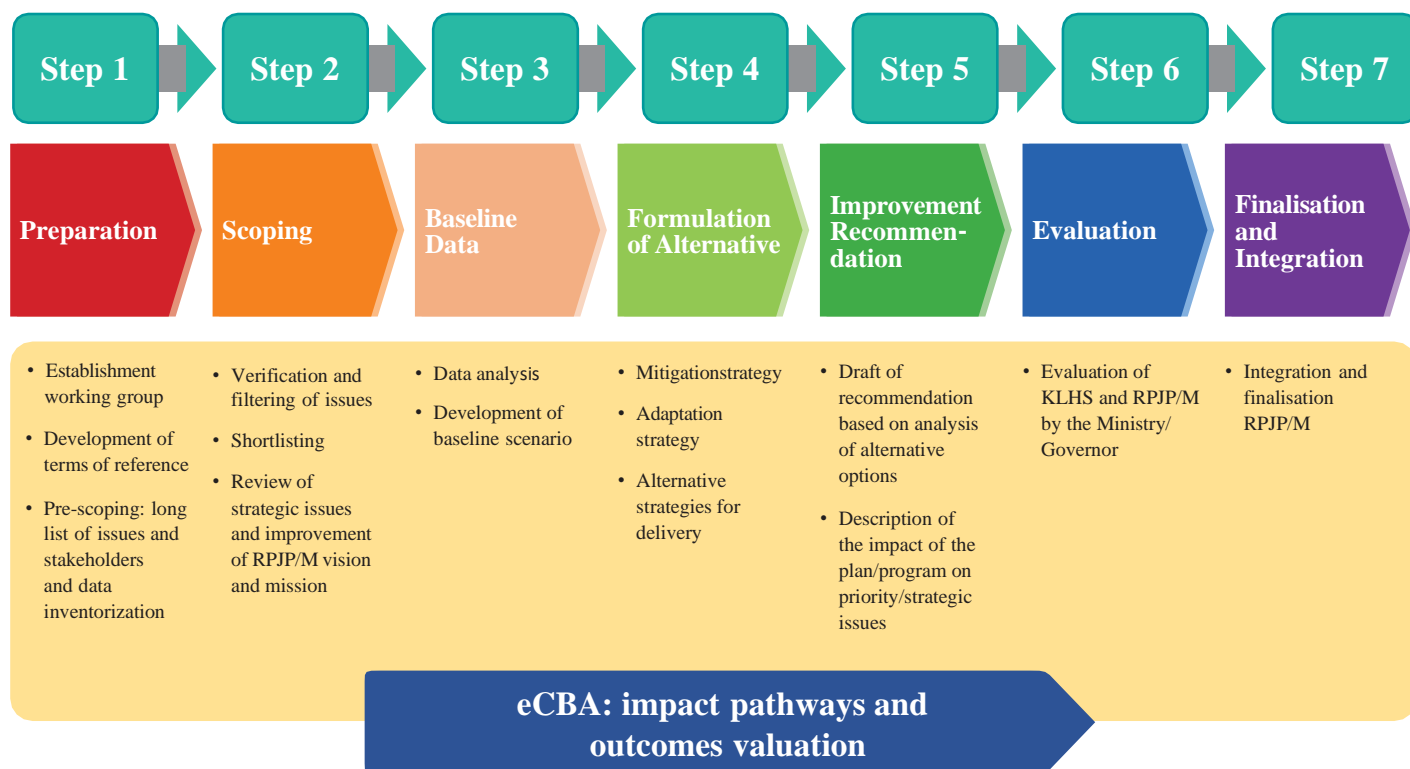 Step 1
Step 2
Step 3
Step 4
Step 5
Step 6
Step 7
Preparation
Scoping
Baseline
Data
Formulation
of Alternative
Improvement
Recommen-
dation
Evaluation
Finalisation
and
Integration
• Establishment
working group
• Development of
terms of reference
• Pre-scoping: long
list of issues and
stakeholders
and data
inventorization
• Verification and
filtering of issues
• Shortlisting
• Review of
strategic issues
and improvement
of RPJP/M vision
and mission
• Data analysis
• Development of
baseline scenario
• Mitigationstrategy
• Adaptation
strategy
• Alternative
strategies for
delivery
• Draft of
recommendation
based on analysis
of alternative
options
• Description of
the impact of the
plan/program on
priority/strategic
issues
• Evaluation of
KLHS and RPJP/M
by the Ministry/
Governor
• Integration and
finalisation
RPJP/M
eCBA: impact pathways and
outcomes valuation